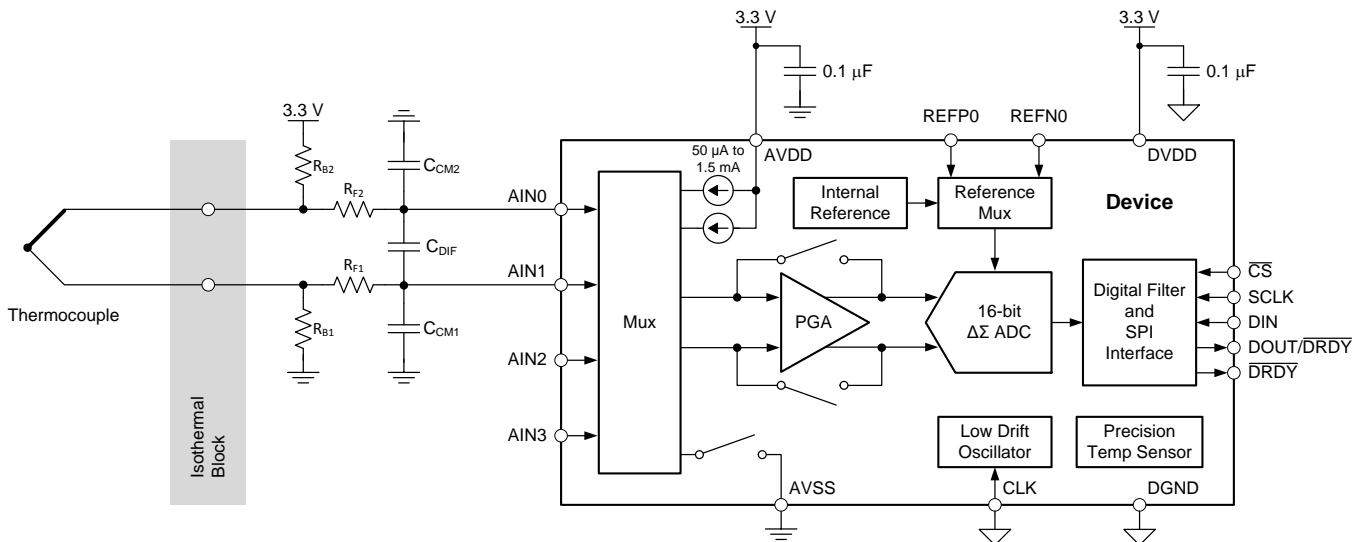 3.3 V
0.1 μF
3.3 V
0.1 μF
3.3 V
R_B2
C_CM2
R_F2
C_DIF
R_F1
R_B1
C_CM1
Thermocouple
Isothermal
Block
REFP0
REFN0
AVDD
DVDD
50 μA to
1.5 mA
Internal
Reference
Reference
Mux
Device
AIN0
AIN1
AIN2
AIN3
Mux
PGA
16-bit
ΔΣ ADC
Digital Filter
and
SPI
Interface
C̅S̅
SCLK
DIN
DOUT/D̅R̅D̅Y̅
D̅R̅D̅Y̅
Low Drift
Oscillator
Precision
Temp Sensor
AVSS
CLK
DGND